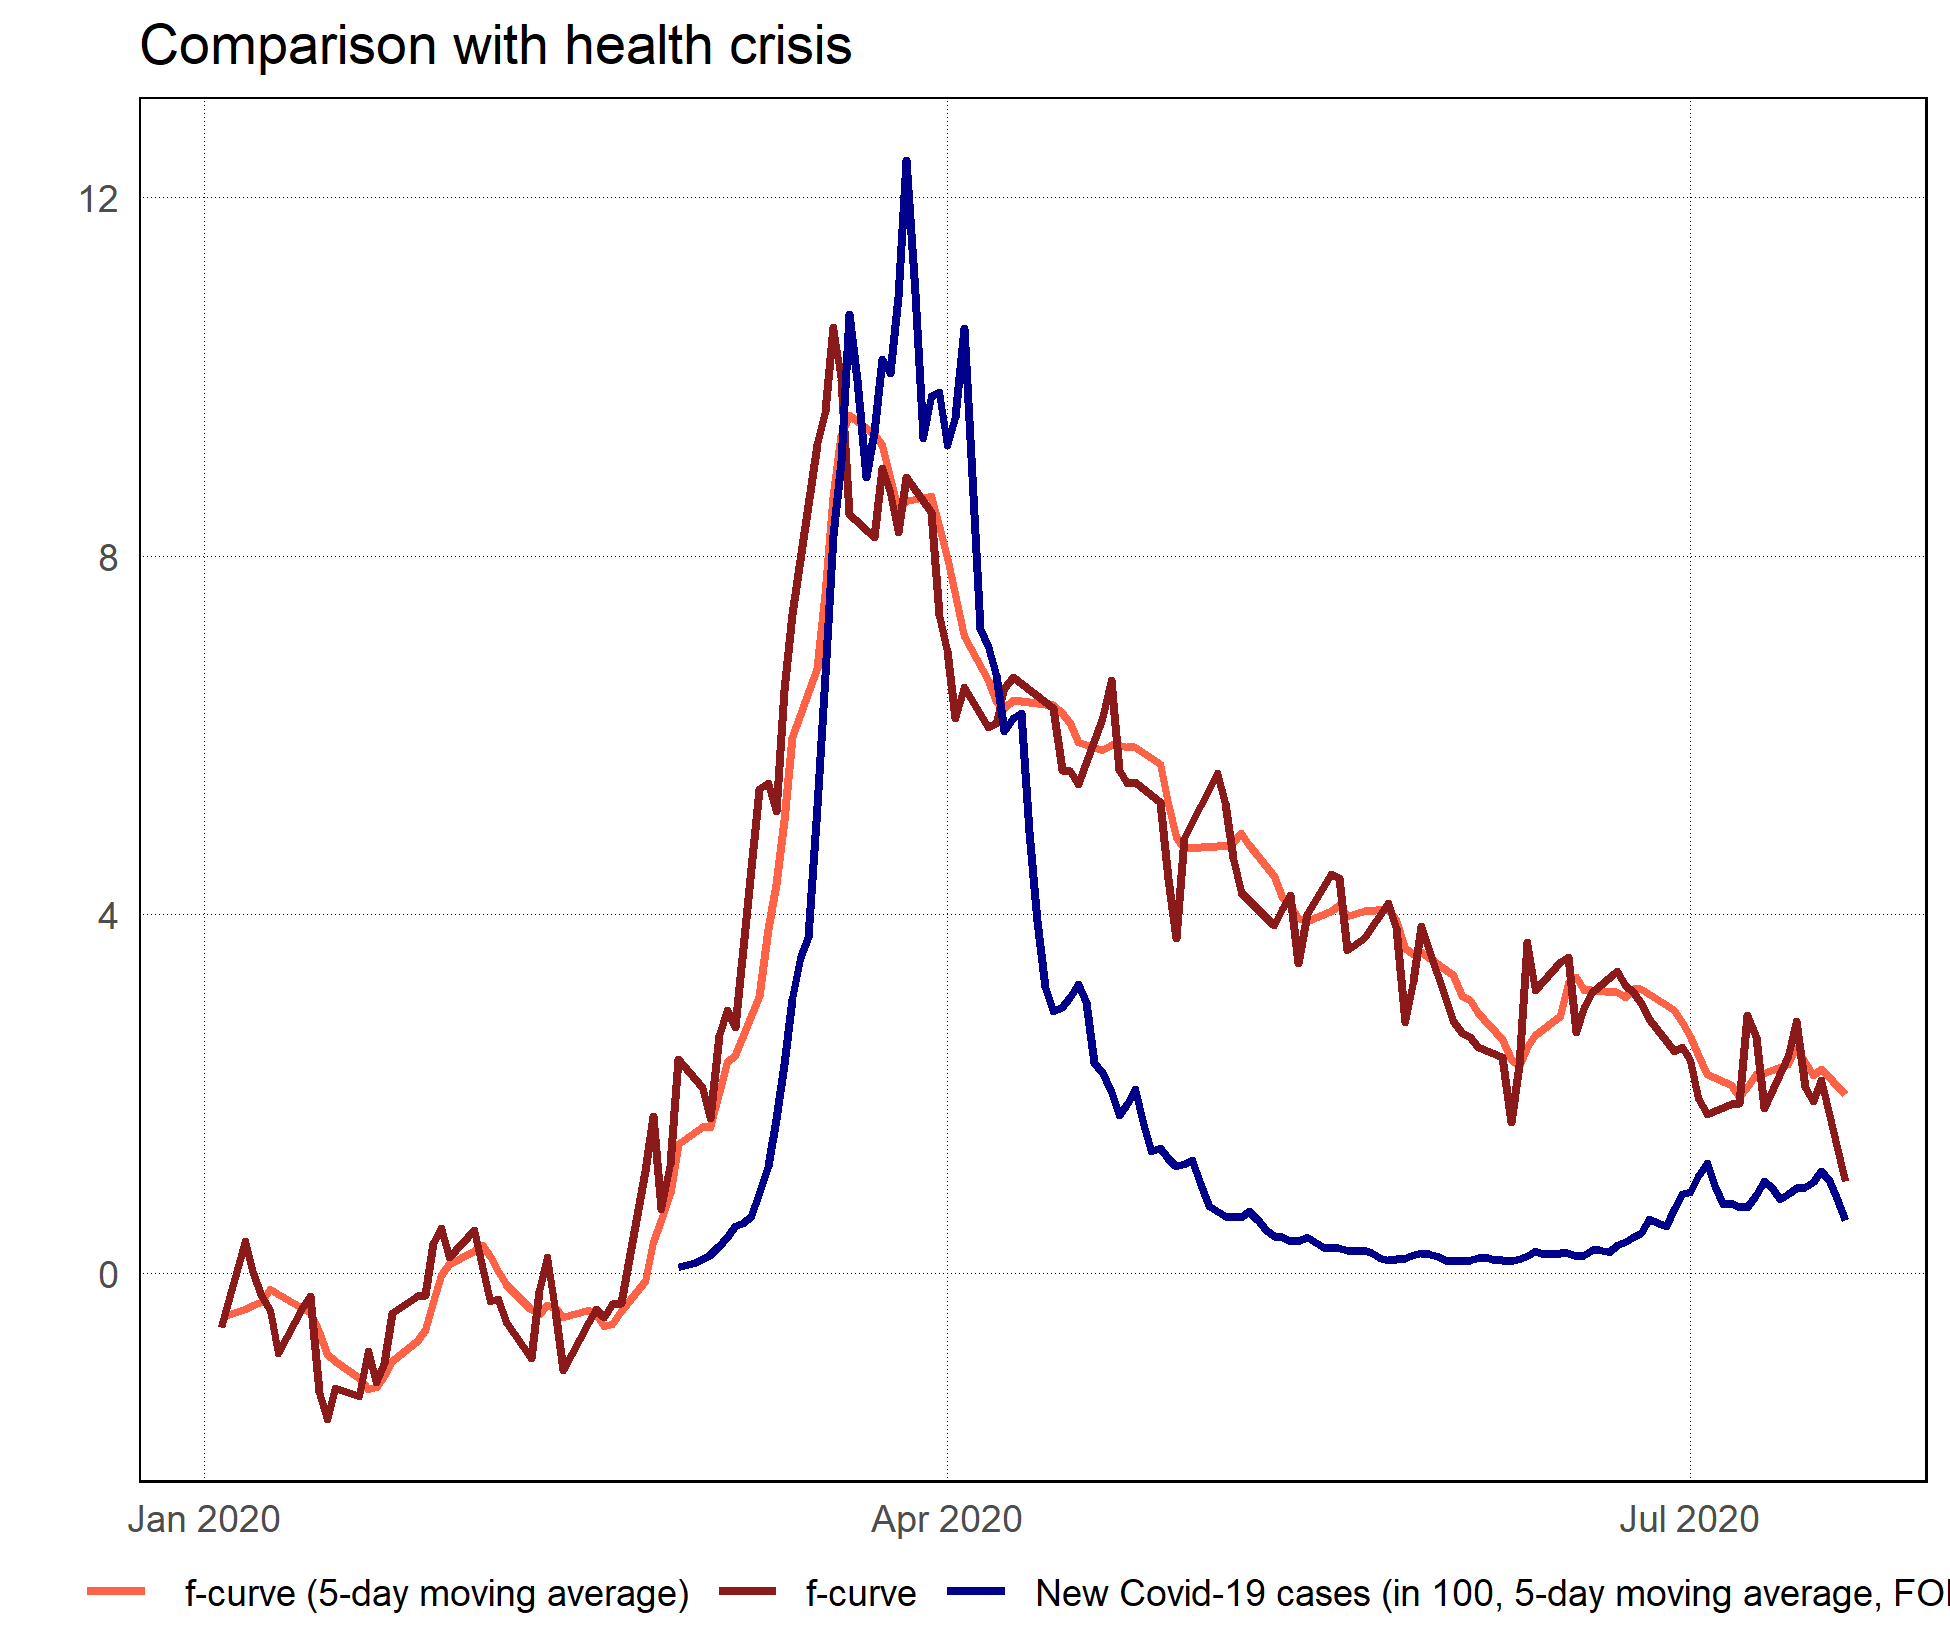 Comparison with health crisis
12
8
4
0
Jan 2020 Apr 2020 Jul 2020
f-curve (5-day moving average) f-curve New Covid-19 cases (in 100, 5-day moving average,